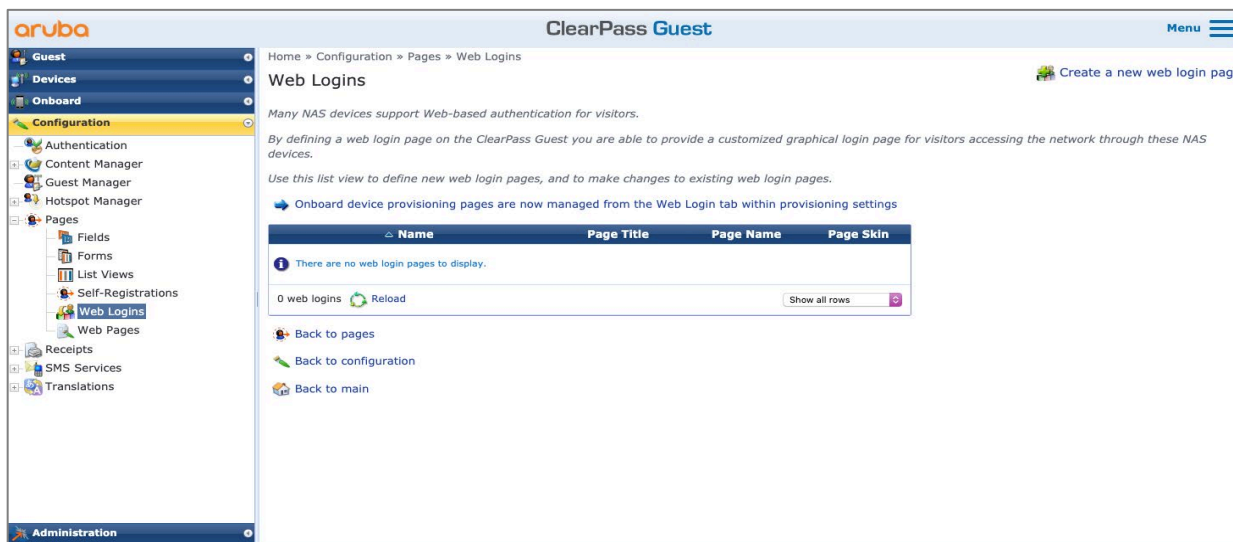 aruba
ClearPass Guest
Menu
Guest
Devices
Onboard
Configuration
Authentication
Content Manager
Guest Manager
Hotspot Manager
Pages
Fields
Forms
List Views
Self-Registrations
Web Logins
Web Pages
Receipts
SMS Services
Translations
Administration
Home » Configuration » Pages » Web Logins
Web Logins
Create a new web login pag
Many NAS devices support Web-based authentication for visitors.
By defining a web login page on the ClearPass Guest you are able to provide a customized graphical login page for visitors accessing the network through these NAS
devices.
Use this list view to define new web login pages, and to make changes to existing web login pages.
Onboard device provisioning pages are now managed from the Web Login tab within provisioning settings
Name Page Title Page Name Page Skin
There are no web login pages to display.
0 web logins Reload Show all rows
Back to pages
Back to configuration
Back to main